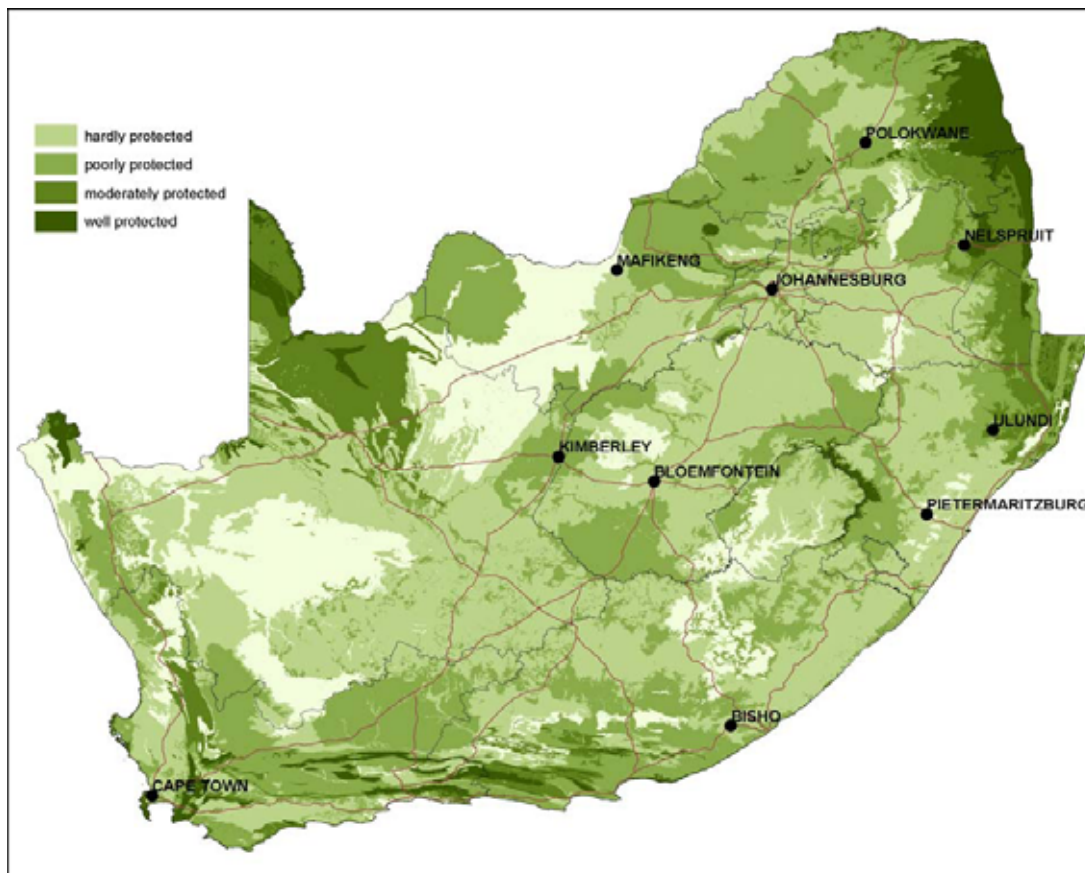 hardly protected
poorly protected
moderately protected
well protected
POLOKWANE
NELSPRUIT
MAFIKENG
JOHANNESBURG
ULUNDI
KIMBERLEY
BLOEMFONTEIN
PIETERMARITZBURG
BISHO
CAPE TOWN